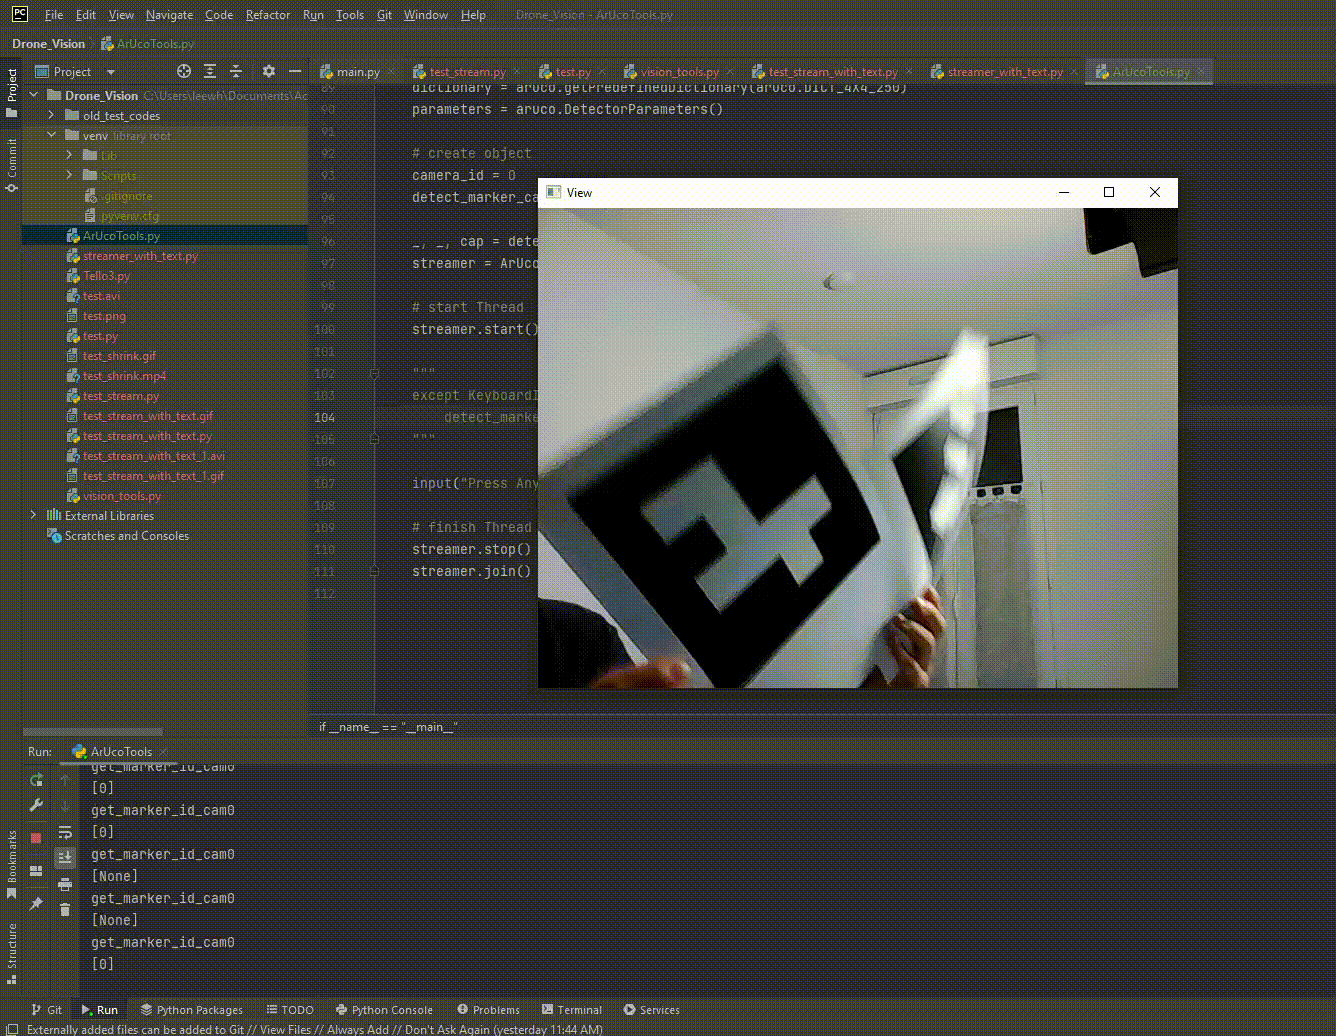 File Edit View Navigate Code Refactor Run Tools Git Window Help Drone_Vision - ArUcoTools.py
Drone_Vision ArUcoTools.py
Project
main.py test_stream.py test.py vision_tools.py test_stream_with_text.py streamer_with_text.py ArUcoTools.py
Project
Commit
Drone_Vision C:\Users\leewh\Documents\Ac
old_test_codes
venv library root
Lib
Scripts
.gitignore
pyvenv.cfg
ArUcoTools.py
streamer_with_text.py
Tello3.py
test.avi
test.png
test.py
test_shrink.gif
test_shrink.mp4
test_stream.py
test_stream_with_text.gif
test_stream_with_text.py
test_stream_with_text_1.avi
test_stream_with_text_1.gif
vision_tools.py
External Libraries
Scratches and Consoles
89 dictionary = aruco.getPredefinedDictionary(aruco.DICT_4X4_250)
90 parameters = aruco.DetectorParameters()
91
92 # create object
93 camera_id = 0
94 detect_marker_ca
95
96 _, _, cap = dete
97 streamer = ArUco
98
99 # start Thread
100 streamer.start()
101
102 """
103 except KeyboardI
104 detect_marke
105 """
106
107 input("Press Any
108
109 # finish Thread
110 streamer.stop()
111 streamer.join()
112
View
if __name__ == "__main__"
Run: ArUcoTools
get_marker_id_cam0
[0]
get_marker_id_cam0
[0]
get_marker_id_cam0
[None]
get_marker_id_cam0
[None]
get_marker_id_cam0
[0]
Bookmarks
Structure
Git Run Python Packages TODO Python Console Problems Terminal Services
Externally added files can be added to Git // View Files // Always Add // Don't Ask Again (yesterday 11:44 AM)